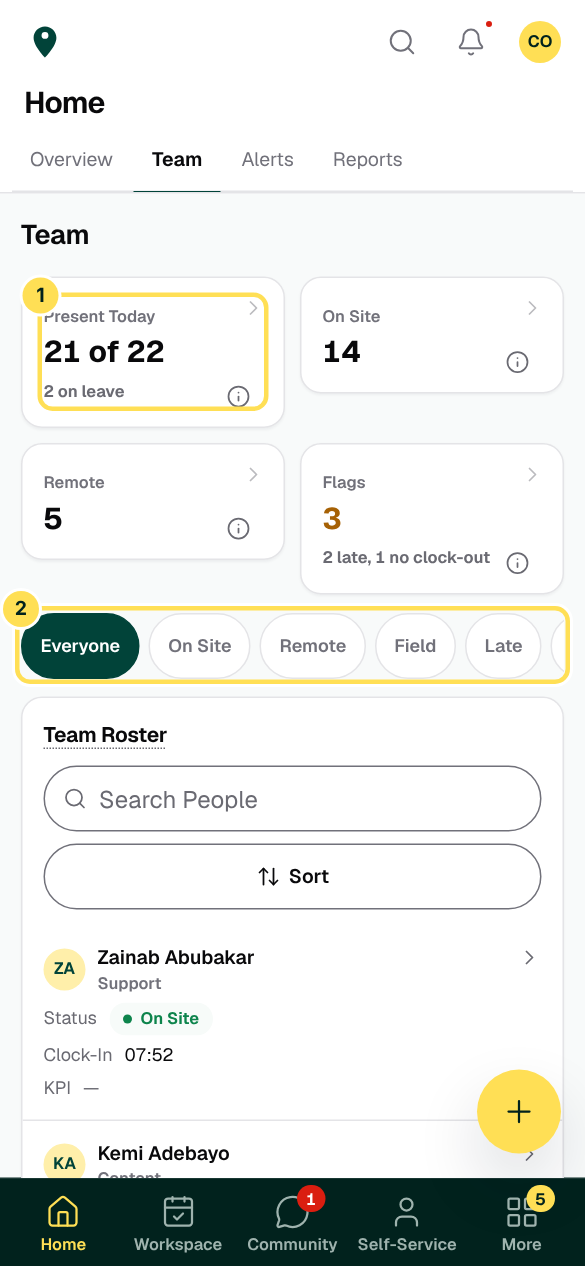 CO
Home
Overview Team Alerts Reports
Team
1
Present Today
21 of 22
2 on leave
On Site
14
Remote
5
Flags
3
2 late, 1 no clock-out
2
Everyone On Site Remote Field Late
Team Roster
Search People
Sort
ZA Zainab Abubakar
Support
Status On Site
Clock-In 07:52
KPI —
KA Kemi Adebayo
Content
1 5
Home Workspace Community Self-Service More